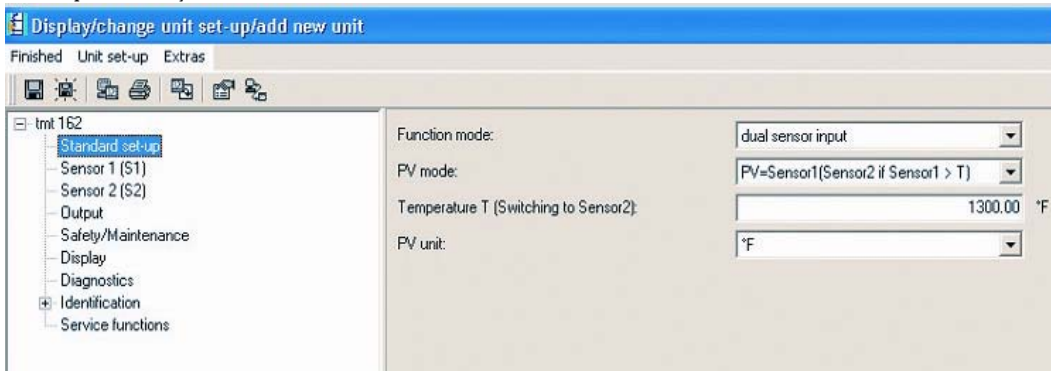 Display/change unit set-up/add new unit
Finished Unit set-up Extras
tmt 162
Standard set-up
Sensor 1 (S1)
Sensor 2 (S2)
Output
Safety/Maintenance
Display
Diagnostics
Identification
Service functions
Function mode: dual sensor input
PV mode: PV=Sensor1(Sensor2 if Sensor1 > T)
Temperature T (Switching to Sensor2): 1300.00 °F
PV unit: °F